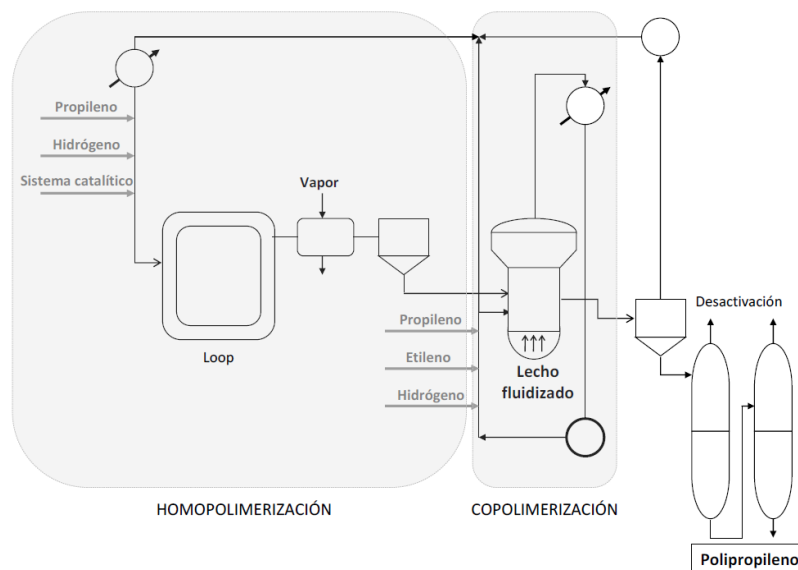 Propileno
Hidrógeno
Sistema catalítico
Vapor
Loop
Propileno
Etileno
Hidrógeno
Lecho
fluidizado
Desactivación
HOMOPOLIMERIZACIÓN
COPOLIMERIZACIÓN
Polipropileno